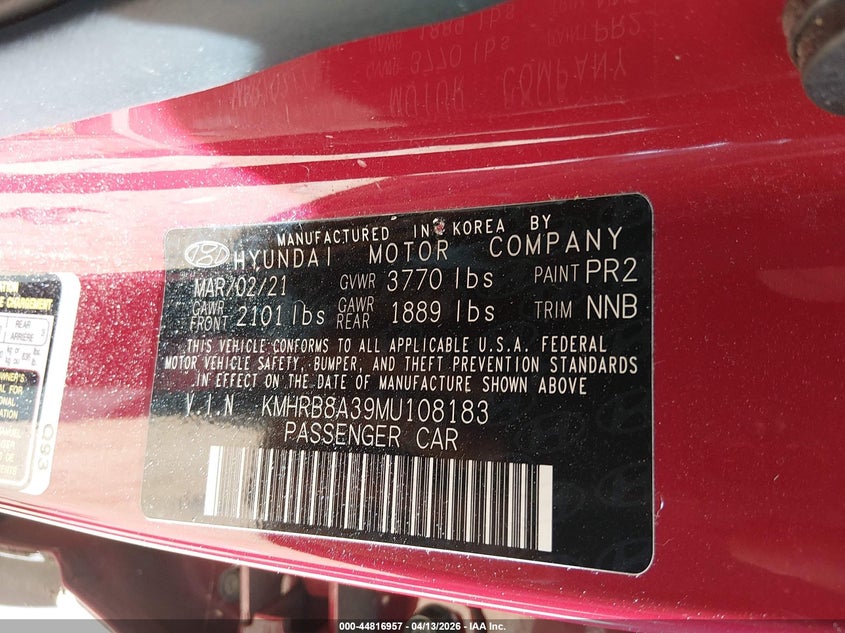 MANUFACTURED IN KOREA BY
HYUNDAI MOTOR COMPANY
MAR/02/21 GVWR 3770 lbs PAINT PR2
GAWR FRONT 2101 lbs GAWR REAR 1889 lbs TRIM NNB
THIS VEHICLE CONFORMS TO ALL APPLICABLE U.S.A. FEDERAL
MOTOR VEHICLE SAFETY, BUMPER, AND THEFT PREVENTION STANDARDS
IN EFFECT ON THE DATE OF MANUFACTURE SHOWN ABOVE
V.I.N KMHRB8A39MU108183
PASSENGER CAR
REAR
ARRIERE
Q93
000-44816957 - 04/13/2026 - IAA Inc.